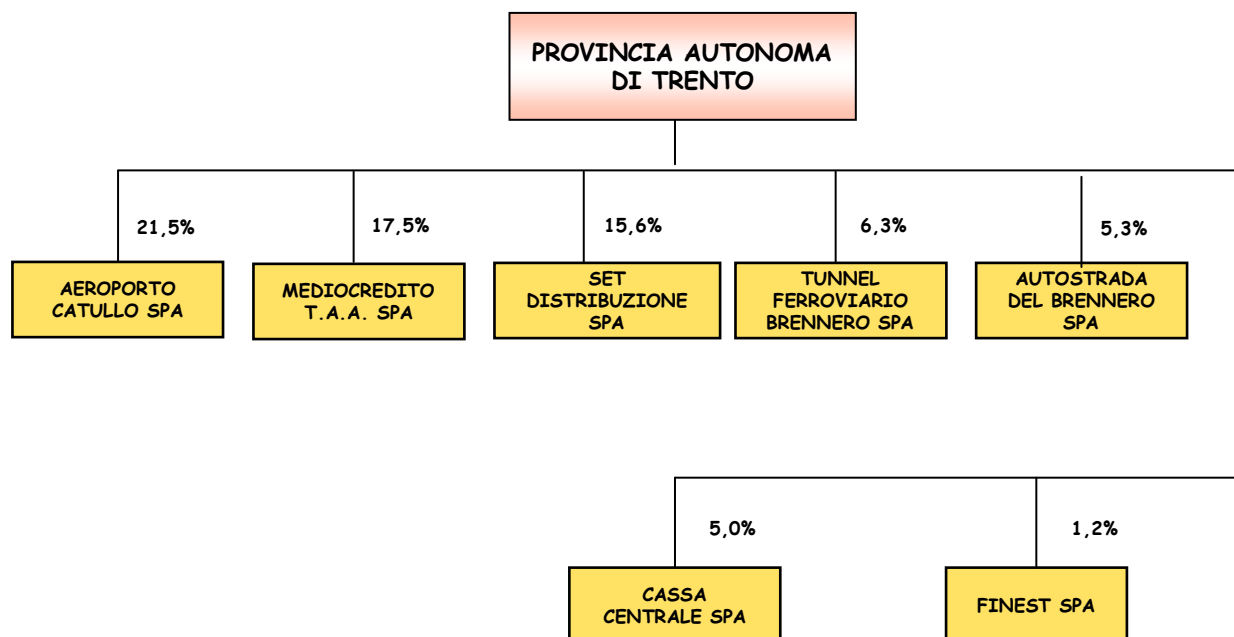 PROVINCIA AUTONOMA
DI TRENTO
21,5%
17,5%
15,6%
6,3%
5,3%
AEROPORTO
CATULLO SPA
MEDIOCREDITO
T.A.A. SPA
SET
DISTRIBUZIONE
SPA
TUNNEL
FERROVIARIO
BRENNERO SPA
AUTOSTRADA
DEL BRENNERO
SPA
5,0%
1,2%
CASSA
CENTRALE SPA
FINEST SPA